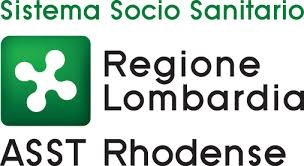 Sistema Socio Sanitario
Regione
Lombardia
ASST Rhodense